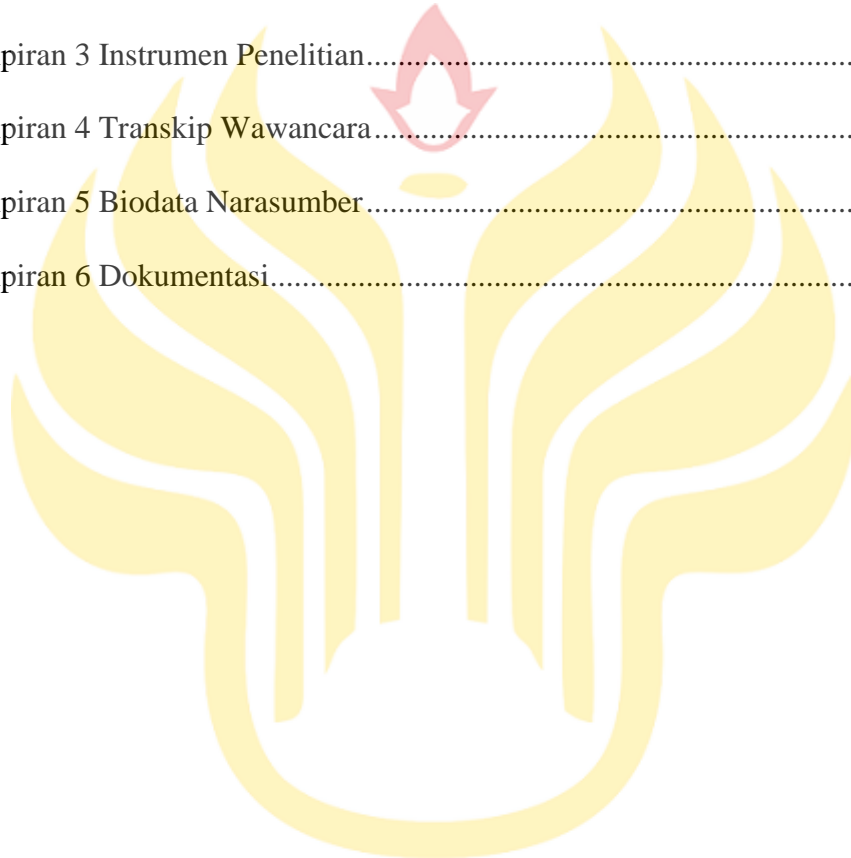 piran 3 Instrumen Penelitian................................................................
piran 4 Transkip Wawancara...............................................................
piran 5 Biodata Narasumber................................................................
piran 6 Dokumentasi............................................................................